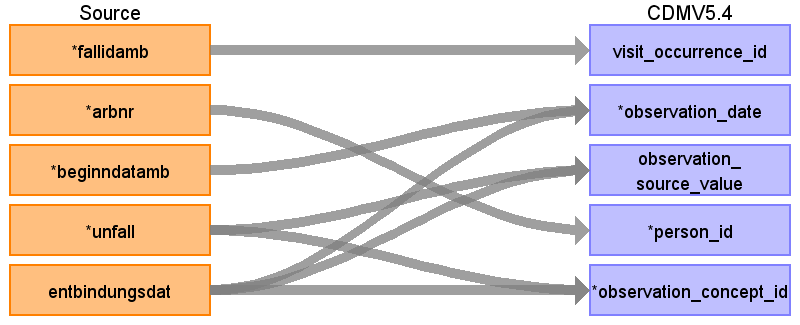 Source
CDMV5.4
*fallidamb
visit_occurrence_id
*arbnr
*observation_date
*beginndatamb
observation_
source_value
*unfall
*person_id
entbindungsdat
*observation_concept_id